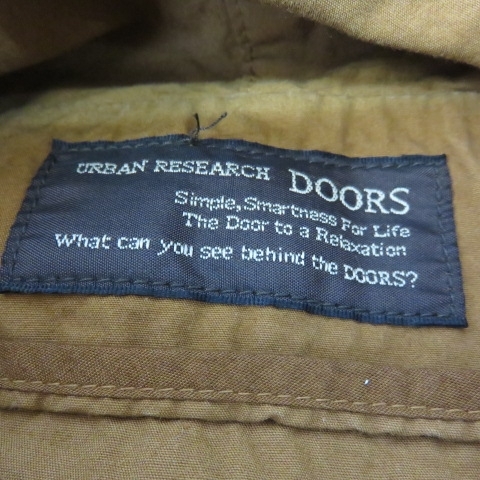 URBAN RESEARCH DOORS
Simple, Smartness For Life
The Door to a Relaxation
What can you see behind the DOORS?